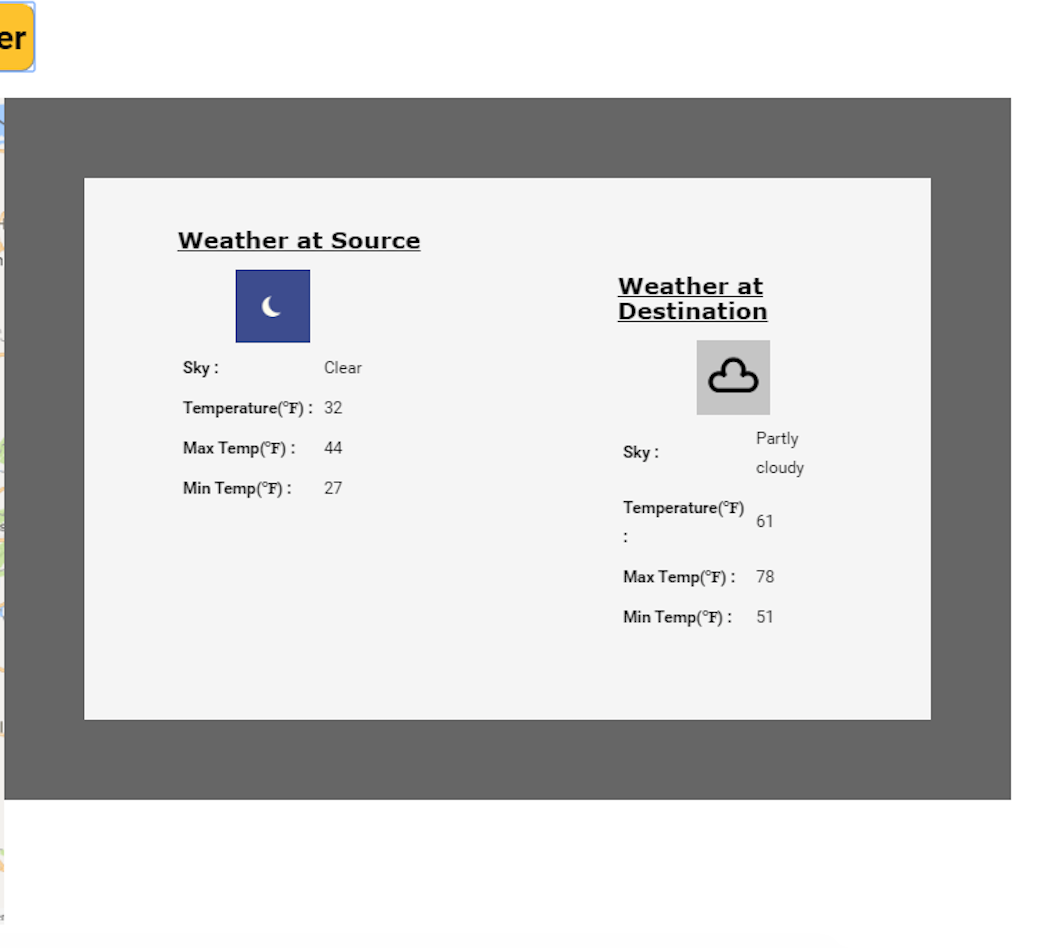 er
Weather at Source
Sky : Clear
Temperature(°F) : 32
Max Temp(°F) : 44
Min Temp(°F) : 27
Weather at
Destination
Sky : Partly
cloudy
Temperature(°F)
: 61
Max Temp(°F) : 78
Min Temp(°F) : 51